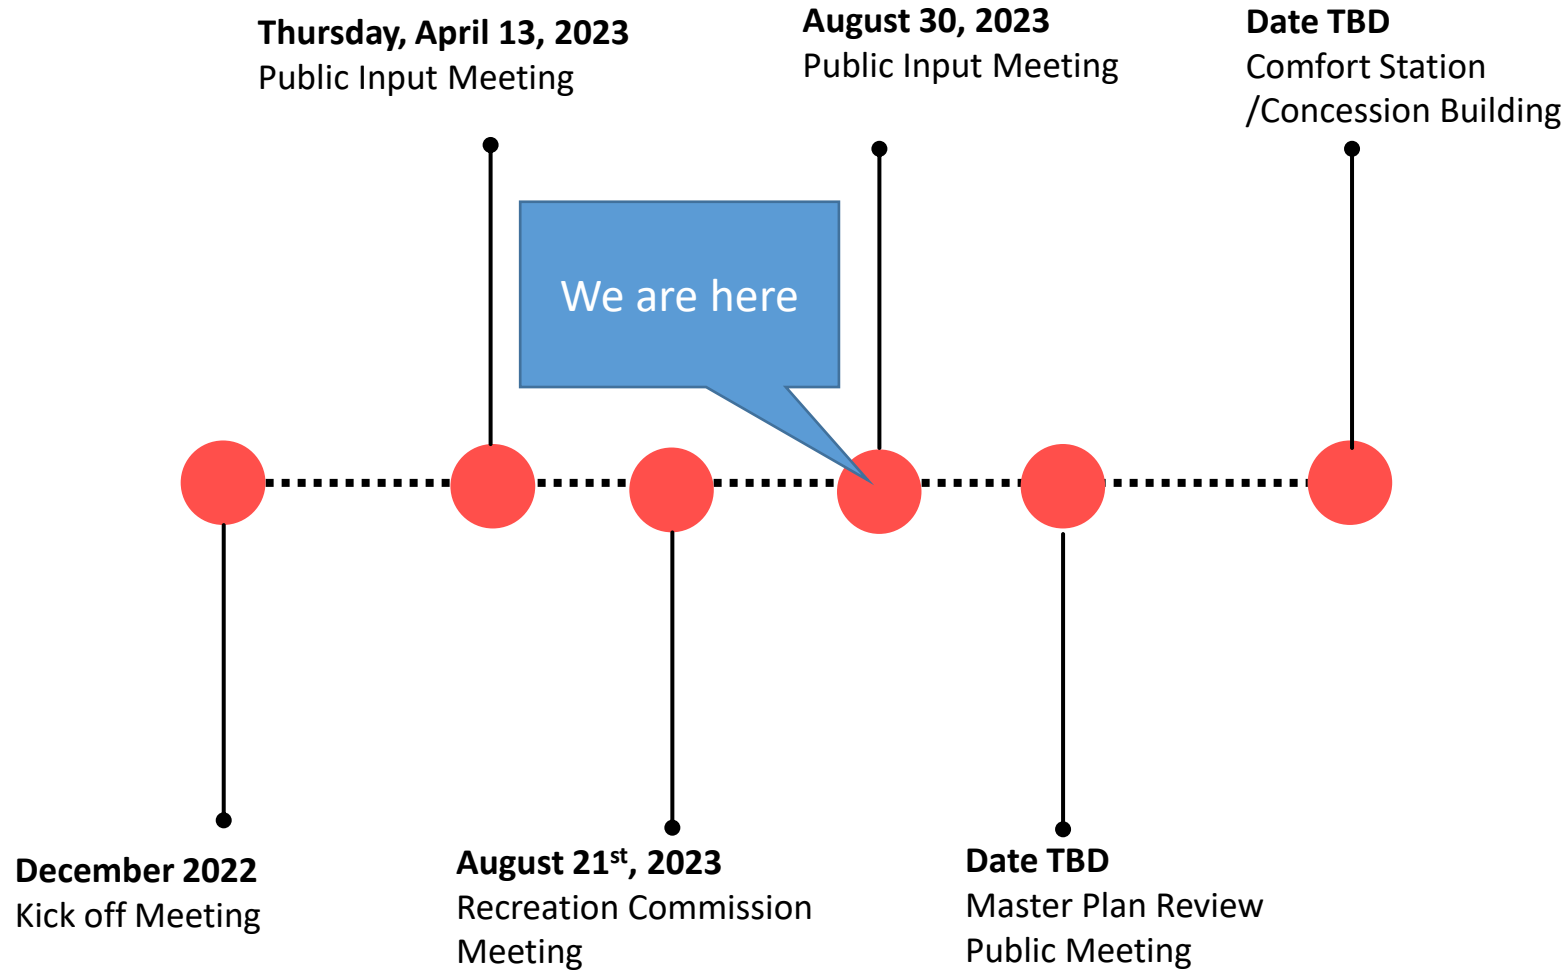 Thursday, April 13, 2023
Public Input Meeting
August 30, 2023
Public Input Meeting
Date TBD
Comfort Station
/Concession Building
We are here
December 2022
Kick off Meeting
August 21st, 2023
Recreation Commission
Meeting
Date TBD
Master Plan Review
Public Meeting